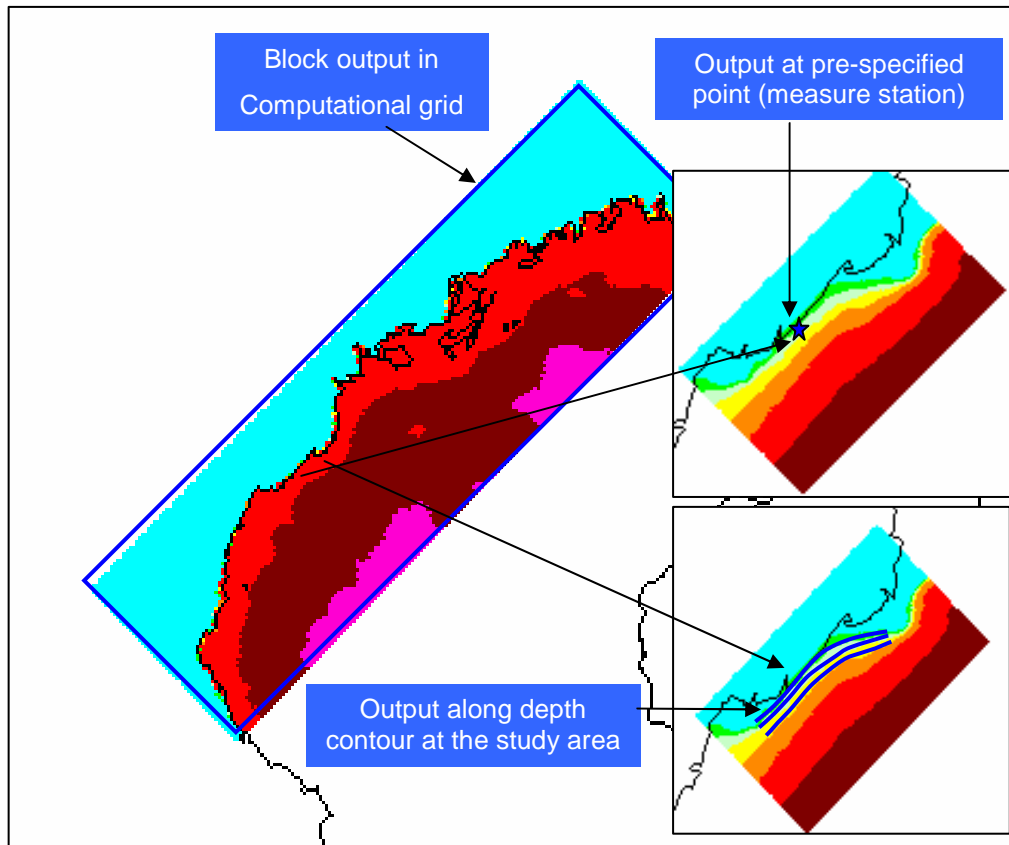 Block output in
Computational grid
Output at pre-specified
point (measure station)
Output along depth
contour at the study area